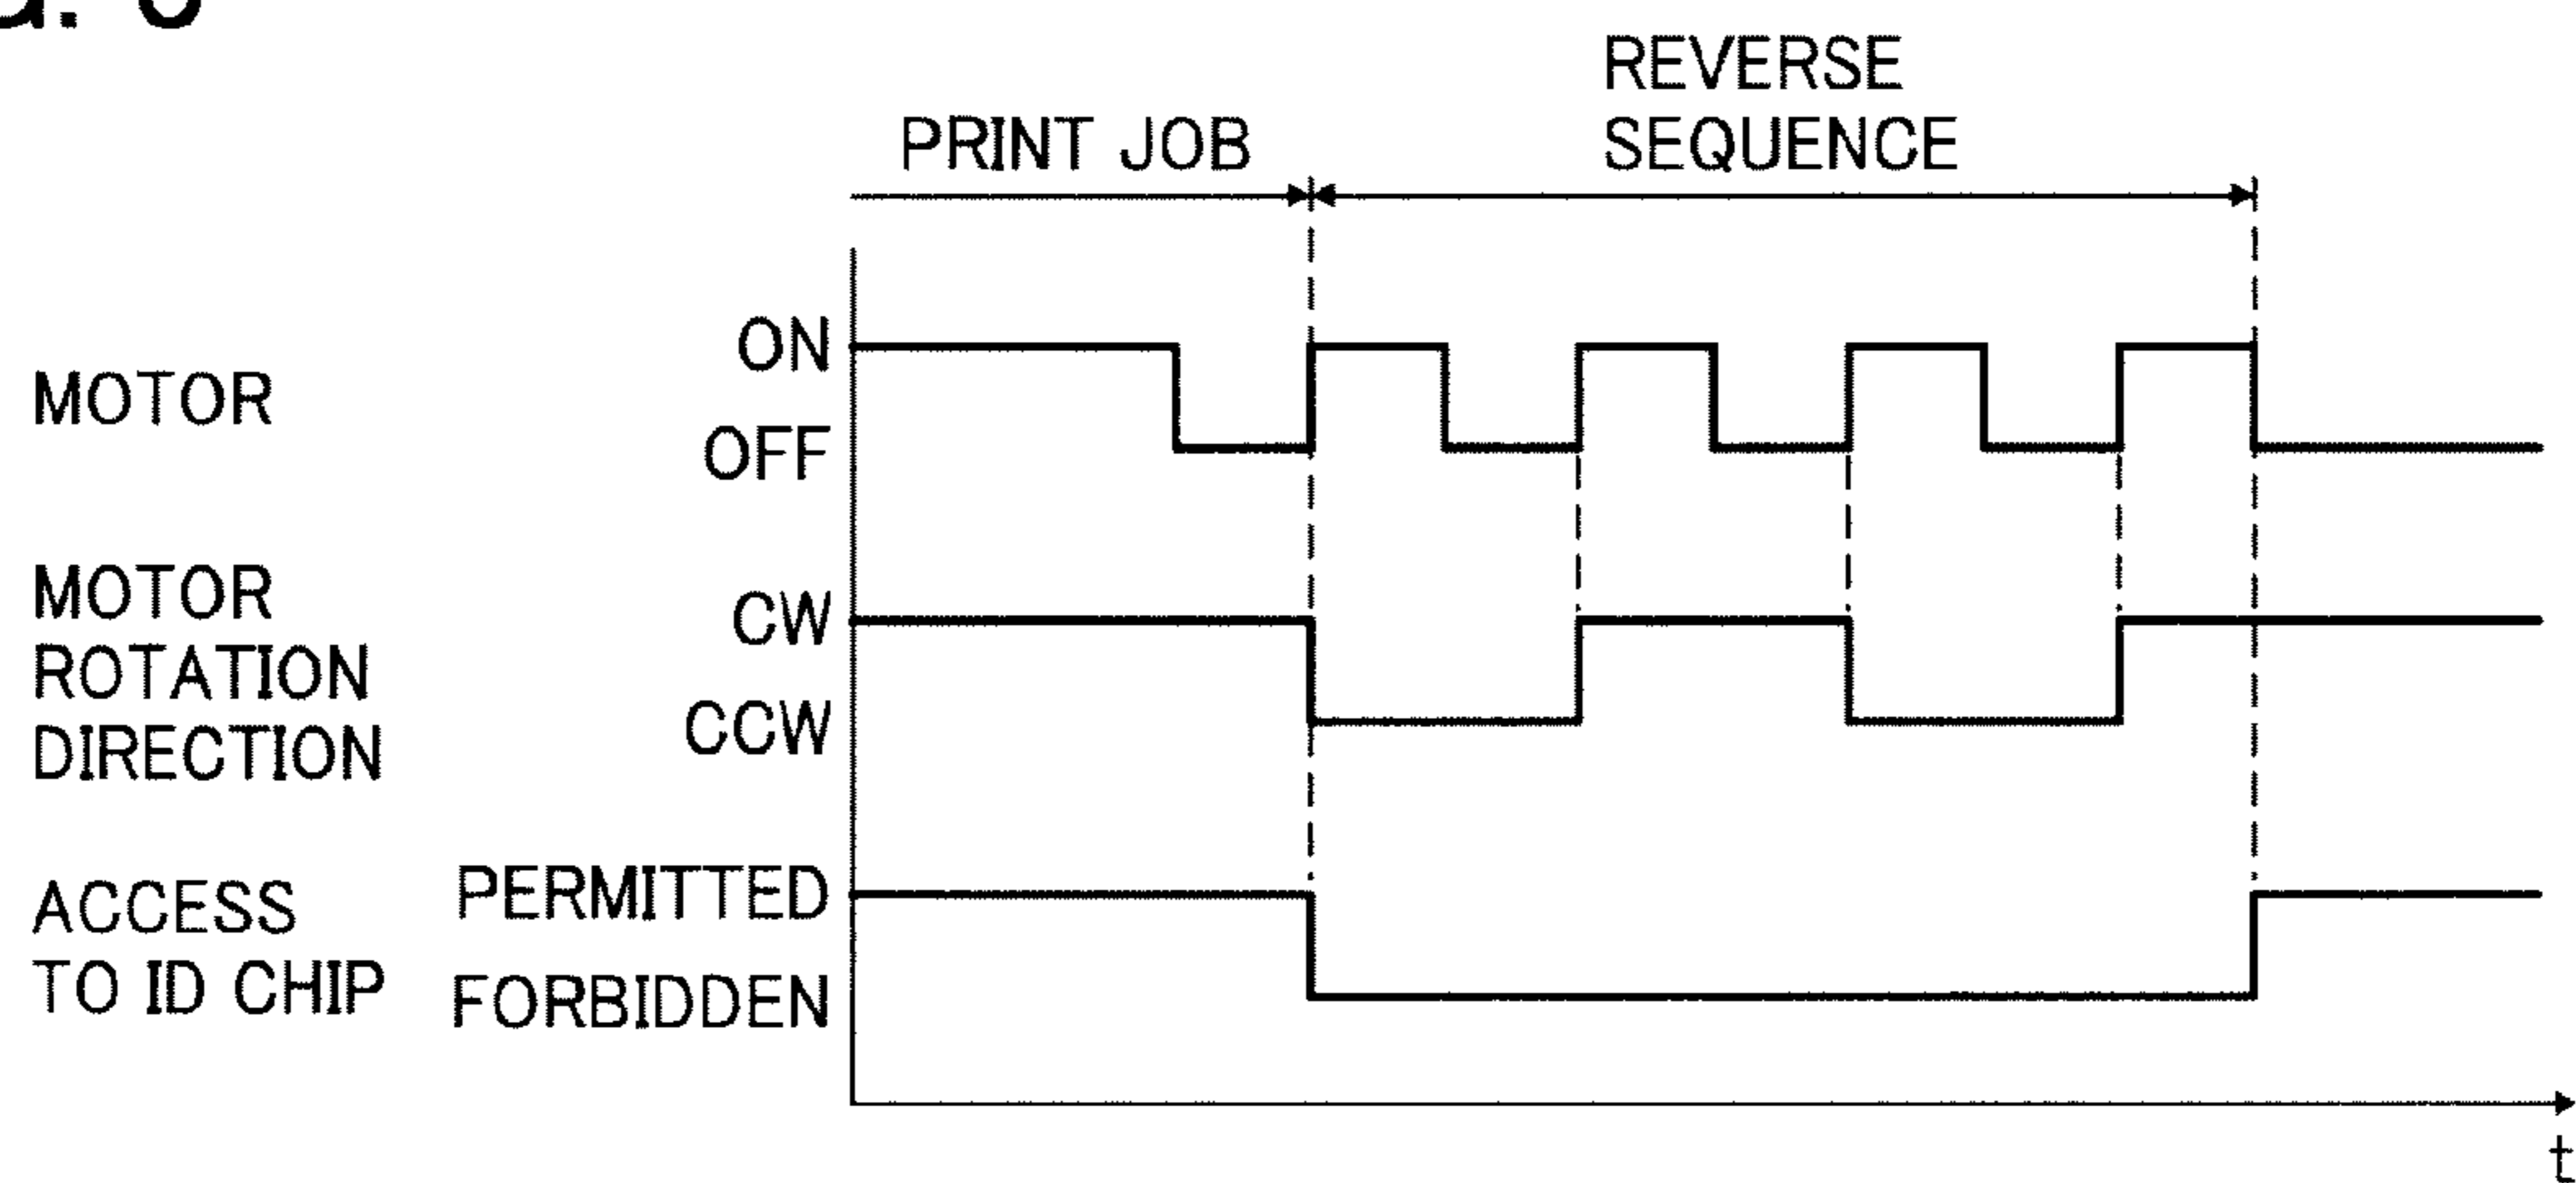 REVERSE
PRINT JOB SEQUENCE
ON
MOTOR
OFF
MOTOR
ROTATION
DIRECTION
CW
CCW
ACCESS
TO ID CHIP
PERMITTED
FORBIDDEN
t